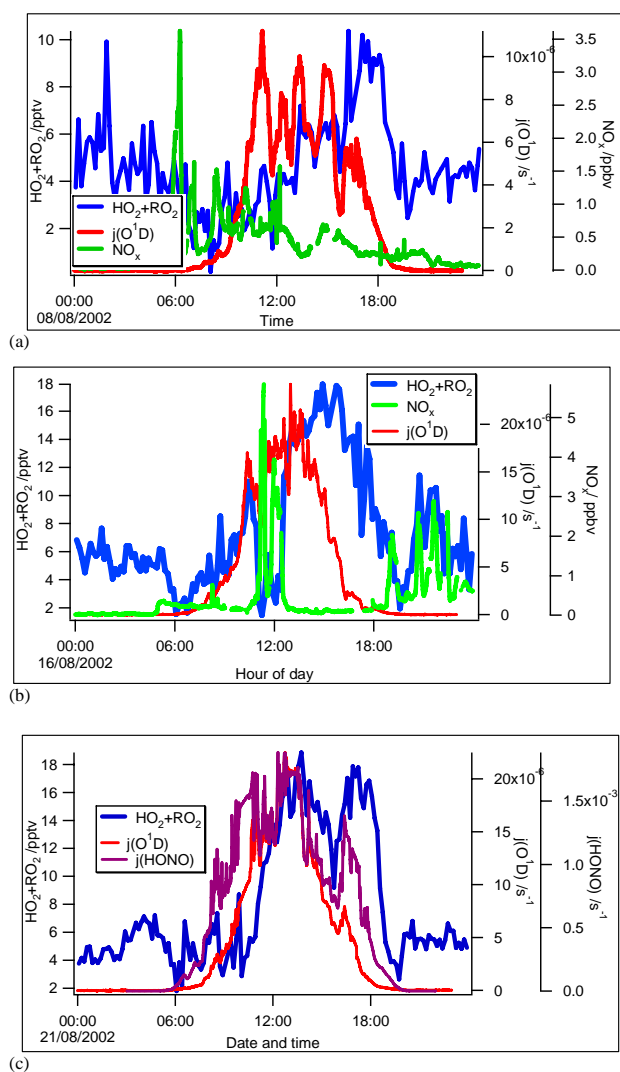 10
8
6
4
2
HO2+RO2 /pptv
HO2+RO2
j(O1D)
NOx
10x10-6
8
6
4
2
0
j(O1D) /s-1
3.5
3.0
2.5
2.0
1.5
1.0
0.5
0.0
NOx /ppbv
00:00 06:00 12:00 18:00
08/08/2002
Time
(a)
18
16
14
12
10
8
6
4
2
HO2+RO2 /pptv
HO2+RO2
NOx
j(O1D)
20x10-6
15
10
5
0
j(O1D) /s-1
5
4
3
2
1
0
NOx/ ppbv
00:00 06:00 12:00 18:00
16/08/2002
Hour of day
(b)
18
16
14
12
10
8
6
4
2
HO2+RO2 /pptv
HO2+RO2
j(O1D)
j(HONO)
20x10-6
15
10
5
0
j(O1D) /s-1
1.5x10-3
1.0
0.5
0.0
j(HONO) /s-1
00:00 06:00 12:00 18:00
21/08/2002
Date and time
(c)